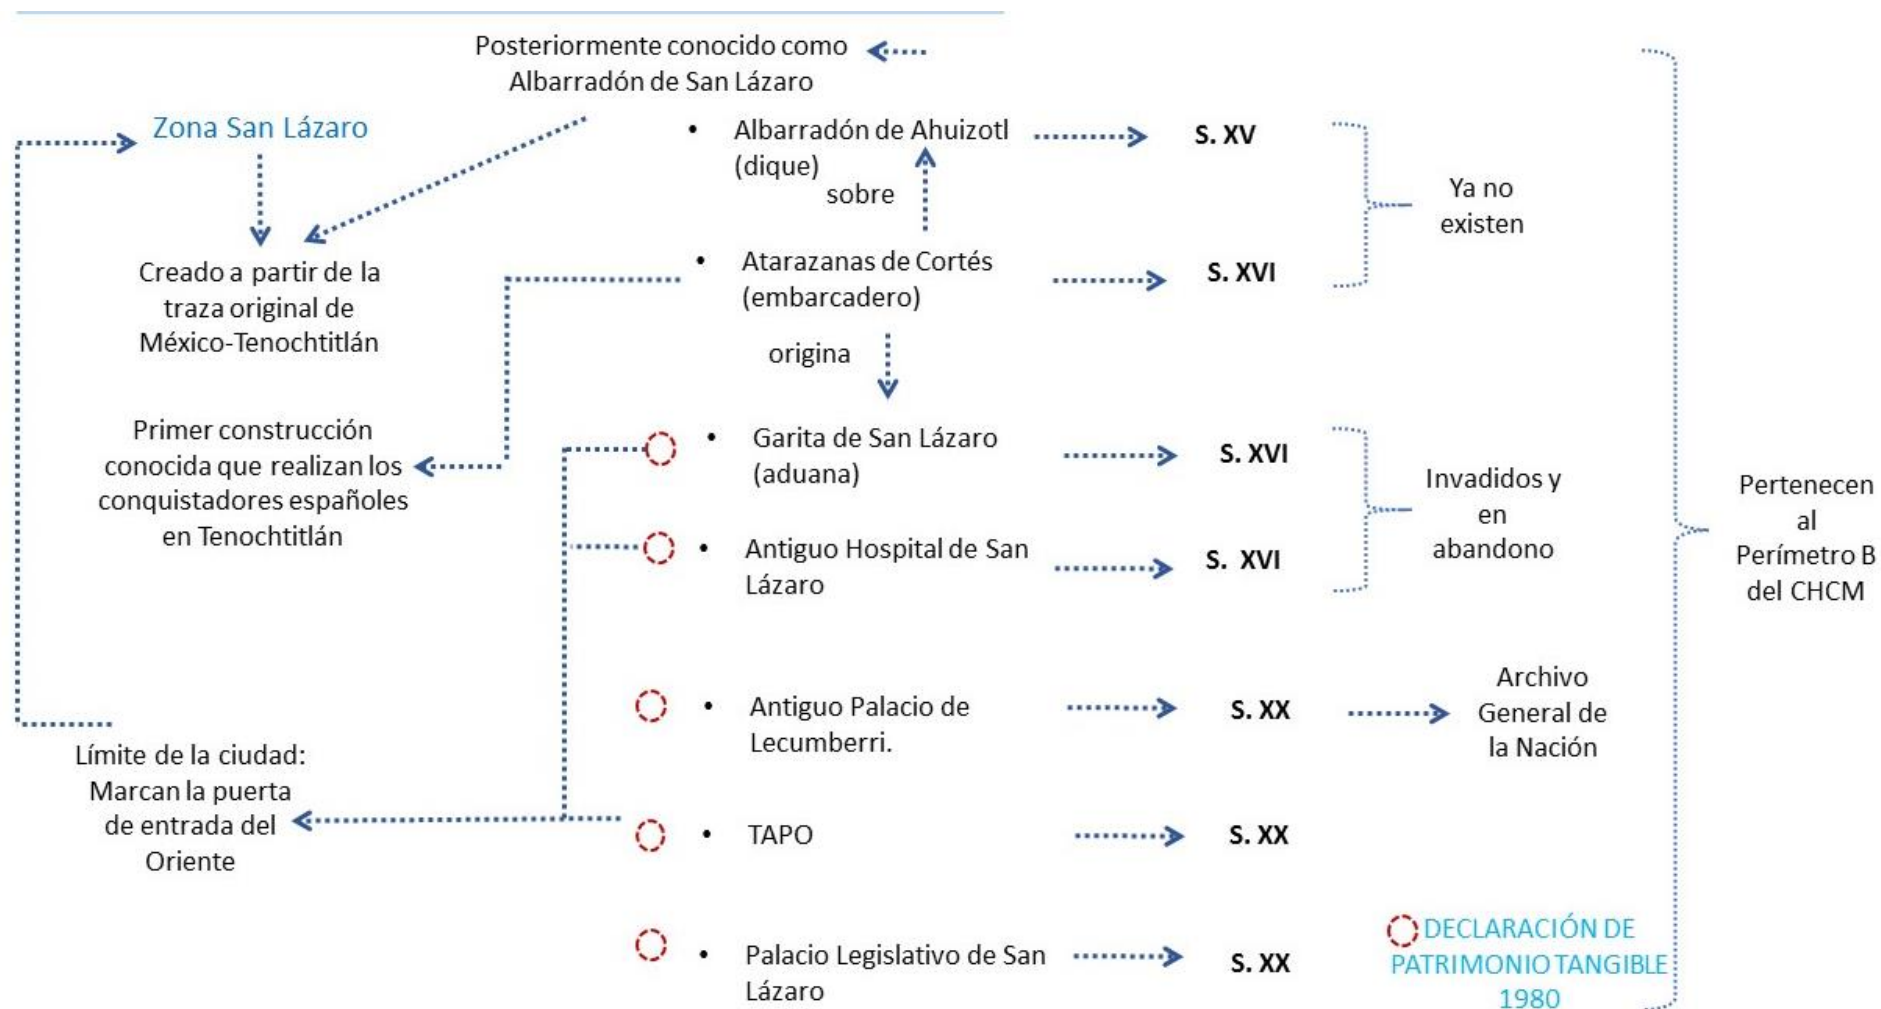 Posteriormente conocido como
Albarradón de San Lázaro
Zona San Lázaro
Creado a partir de la
traza original de
México-Tenochtitlán
Primer construcción
conocida que realizan los
conquistadores españoles
en Tenochtitlán
Límite de la ciudad:
Marcan la puerta
de entrada del
Oriente
• Albarradón de Ahuizotl
(dique)
S. XV
sobre
• Atarazanas de Cortés
(embarcadero)
S. XVI
origina
Ya no
existen
• Garita de San Lázaro
(aduana)
S. XVI
• Antiguo Hospital de San
Lázaro
S. XVI
Invadidos y
en
abandono
• Antiguo Palacio de
Lecumberri.
S. XX
Archivo
General de
la Nación
• TAPO
S. XX
• Palacio Legislativo de San
Lázaro
S. XX
Pertenecen
al
Perímetro B
del CHCM
DECLARACIÓN DE
PATRIMONIO TANGIBLE
1980